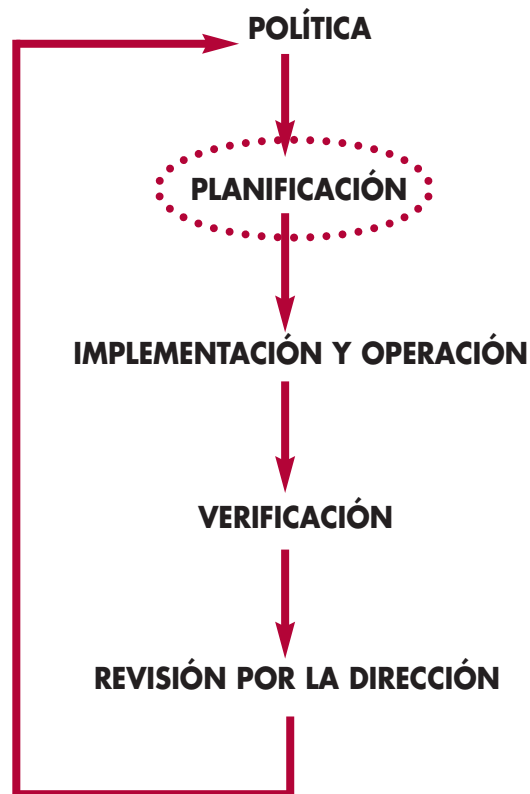 POLÍTICA
PLANIFICACIÓN
IMPLEMENTACIÓN Y OPERACIÓN
VERIFICACIÓN
REVISIÓN POR LA DIRECCIÓN